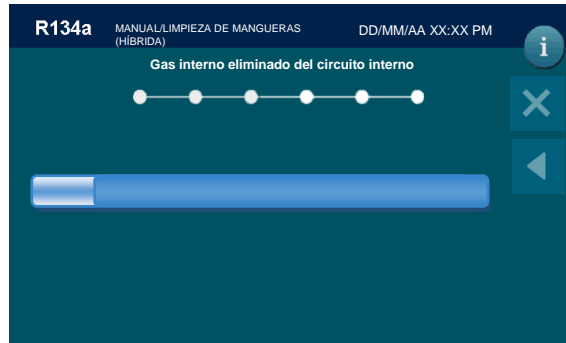 R134a
MANUAL/LIMPIEZA DE MANGUERAS
(HÍBRIDA)
DD/MM/AA XX:XX PM
i
Gas interno eliminado del circuito interno